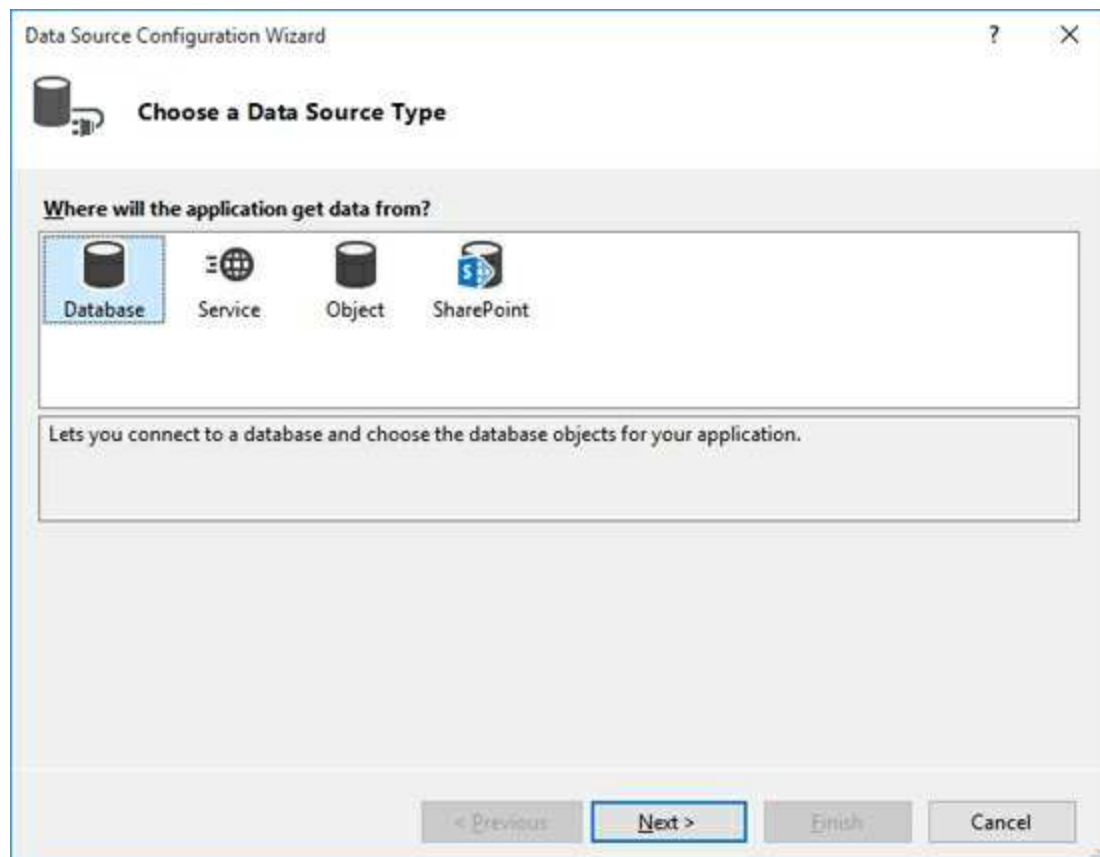 Data Source Configuration Wizard ?
Choose a Data Source Type
Where will the application get data from?
Database Service Object SharePoint
Lets you connect to a database and choose the database objects for your application.
< Previous Next > Finish Cancel